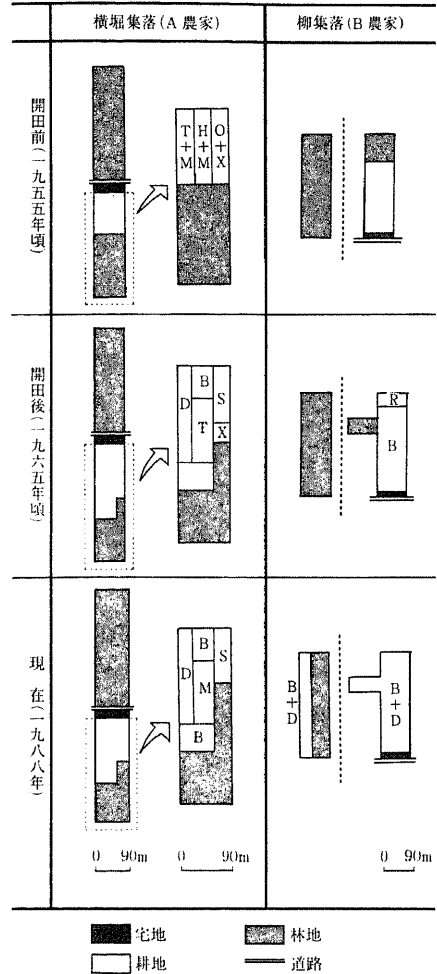 横堀集落(A農家)
柳集落(B農家)
開田前(一九五五年頃)
T+M
H+M
O+X
開田後(一九六五年頃)
D
B
T
S
X
R
B
現在(一九八八年)
D
B
M
S
B
B+D
B+D
0 90m
0 90m
0 90m
宅地
林地
耕地
道路